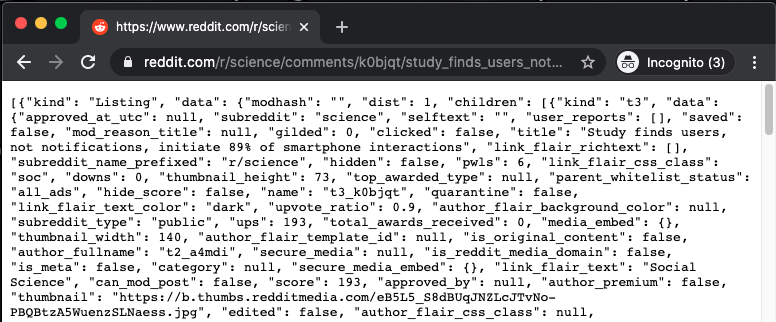 https://www.reddit.com/r/scien
reddit.com/r/science/comments/k0bjqt/study_finds_users_not...
Incognito (3)
[{"kind": "Listing", "data": {"modhash": "", "dist": 1, "children": [{"kind": "t3", "data":
{"approved_at_utc": null, "subreddit": "science", "selftext": "", "user_reports": [], "saved":
false, "mod_reason_title": null, "gilded": 0, "clicked": false, "title": "Study finds users,
not notifications, initiate 89% of smartphone interactions", "link_flair_richtext": [],
"subreddit_name_prefixed": "r/science", "hidden": false, "pwls": 6, "link_flair_css_class":
"soc", "downs": 0, "thumbnail_height": 73, "top_awarded_type": null, "parent_whitelist_status":
"all_ads", "hide_score": false, "name": "t3_k0bjqt", "quarantine": false,
"link_flair_text_color": "dark", "upvote_ratio": 0.9, "author_flair_background_color": null,
"subreddit_type": "public", "ups": 193, "total_awards_received": 0, "media_embed": {},
"thumbnail_width": 140, "author_flair_template_id": null, "is_original_content": false,
"author_fullname": "t2_a4mdi", "secure_media": null, "is_reddit_media_domain": false,
"is_meta": false, "category": null, "secure_media_embed": {}, "link_flair_text": "Social
Science", "can_mod_post": false, "score": 193, "approved_by": null, "author_premium": false,
"thumbnail": "https://b.thumbs.redditmedia.com/eB5L5_S8dBUqJNZLcJTvNo-
PBQBtzA5WuenzSLNaess.jpg", "edited": false, "author_flair_css_class": null,